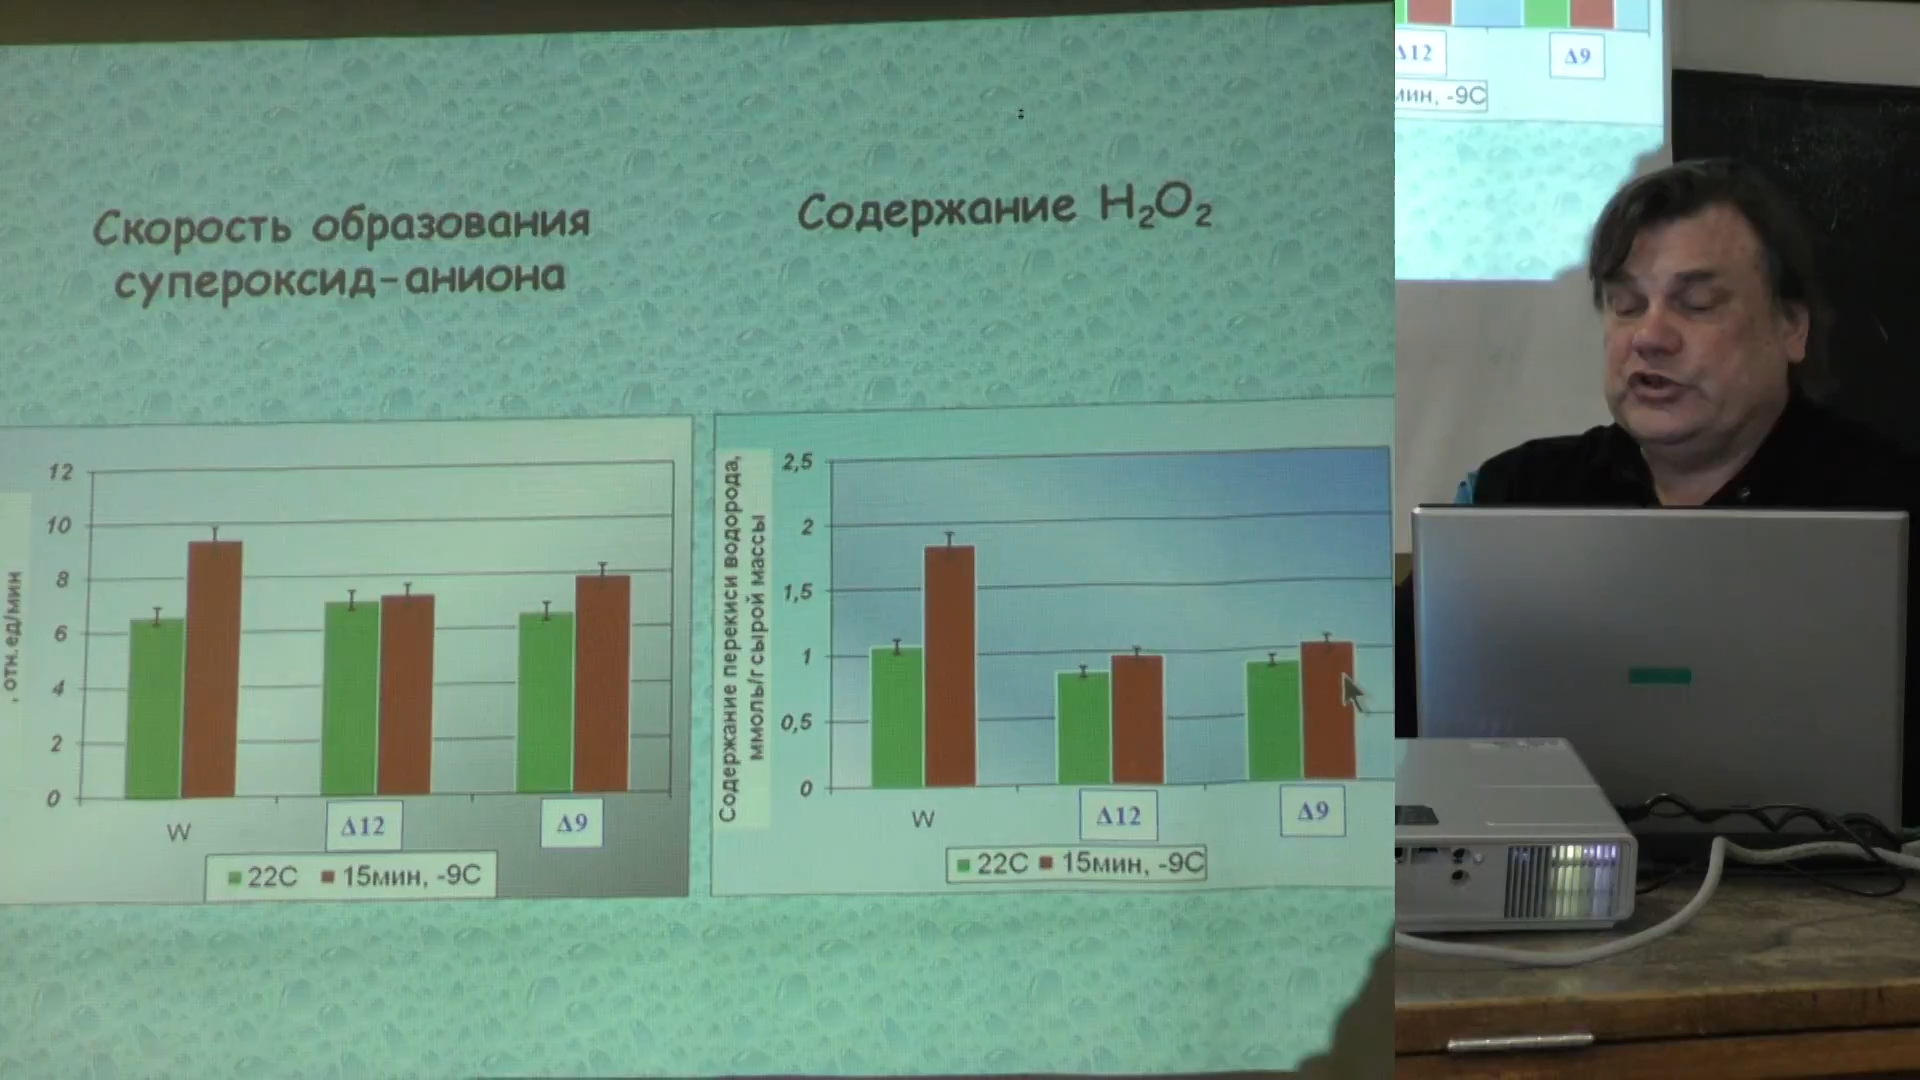 Скорость образования
супероксид-аниона
Содержание H₂O₂
, отн.ед/мин
12
10
8
6
4
2
0
W
Δ12
Δ9
22С 15мин, -9С
Содержание перекиси водорода,
ммоль/г сырой массы
2,5
2
1,5
1
0,5
0
W
Δ12
Δ9
22С 15мин, -9С
Δ12
Δ9
мин, -9С